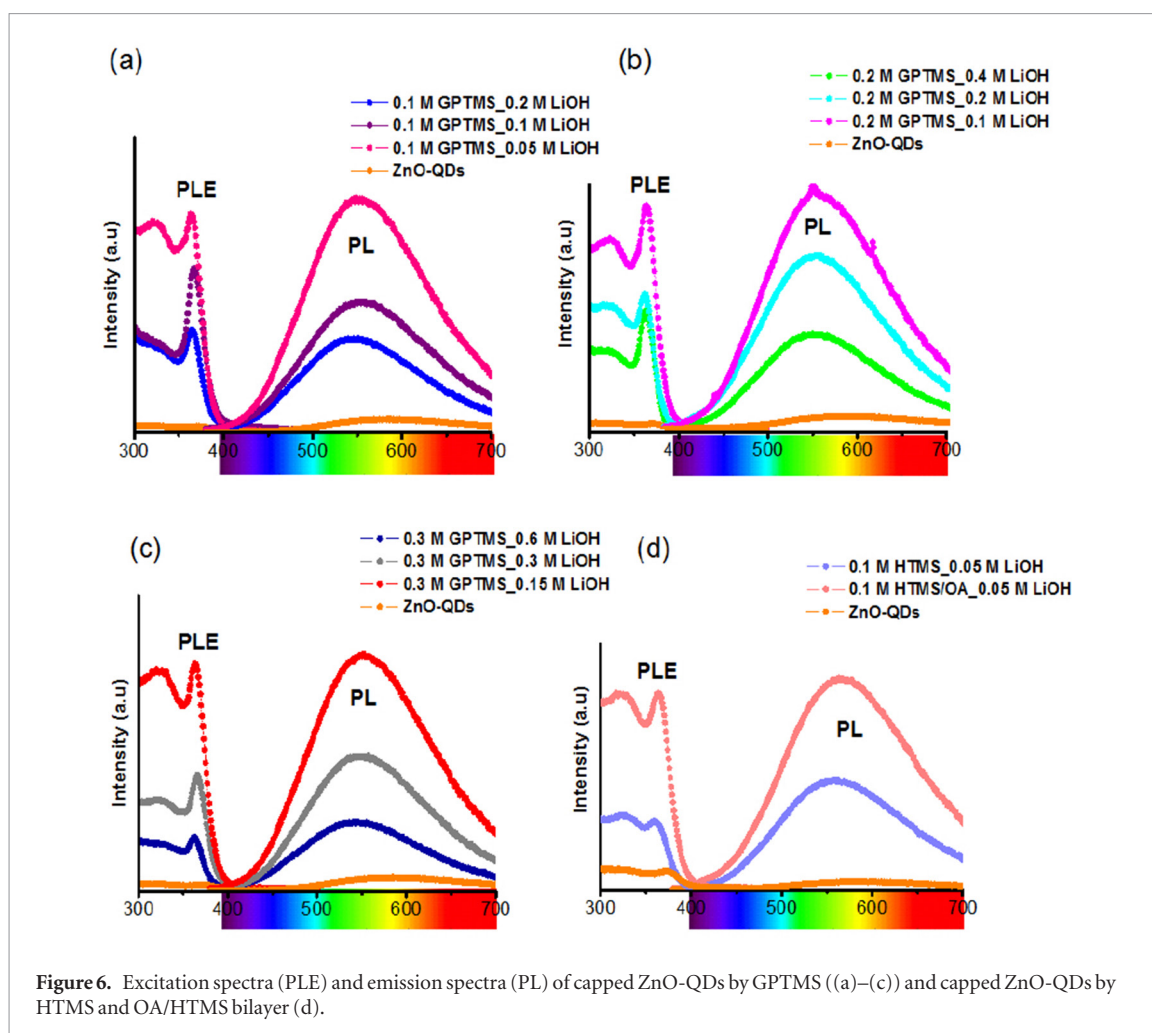 (a)
0.1 M GPTMS_0.2 M LiOH
0.1 M GPTMS_0.1 M LiOH
0.1 M GPTMS_0.05 M LiOH
ZnO-QDs
PLE
PL
Intensity (a.u)
300 400 500 600 700
(b)
0.2 M GPTMS_0.4 M LiOH
0.2 M GPTMS_0.2 M LiOH
0.2 M GPTMS_0.1 M LiOH
ZnO-QDs
PLE
PL
Intensity (a.u)
300 400 500 600 700
(c)
0.3 M GPTMS_0.6 M LiOH
0.3 M GPTMS_0.3 M LiOH
0.3 M GPTMS_0.15 M LiOH
ZnO-QDs
PLE
PL
Intensity (a.u)
300 400 500 600 700
(d)
0.1 M HTMS_0.05 M LiOH
0.1 M HTMS/OA_0.05 M LiOH
ZnO-QDs
PLE
PL
Intensity (a.u)
300 400 500 600 700
Figure 6. Excitation spectra (PLE) and emission spectra (PL) of capped ZnO-QDs by GPTMS ((a)–(c)) and capped ZnO-QDs by
HTMS and OA/HTMS bilayer (d).